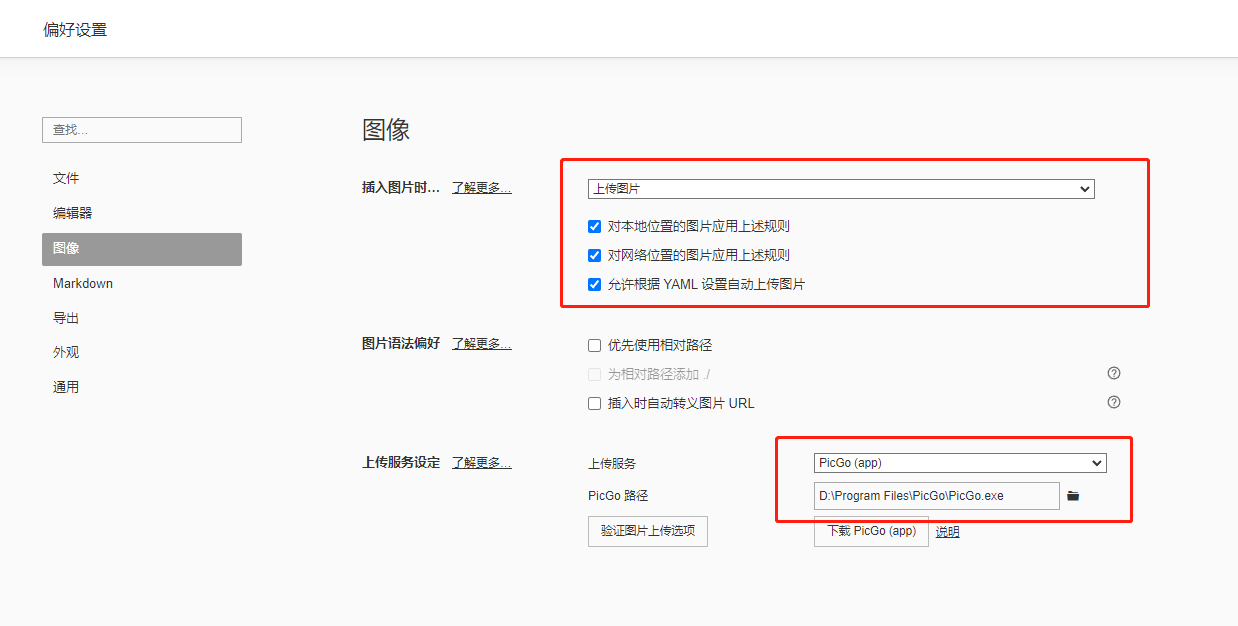 偏好设置
查找...
文件
编辑器
图像
Markdown
导出
外观
通用
图像
插入图片时... 了解更多... 上传图片
对本地位置的图片应用上述规则
对网络位置的图片应用上述规则
允许根据 YAML 设置自动上传图片
图片语法偏好 了解更多... 优先使用相对路径
为相对路径添加 ./
插入时自动转义图片 URL
上传服务设定 了解更多... 上传服务 PicGo (app)
PicGo 路径 D:\Program Files\PicGo\PicGo.exe
验证图片上传选项 下载 PicGo (app) 说明